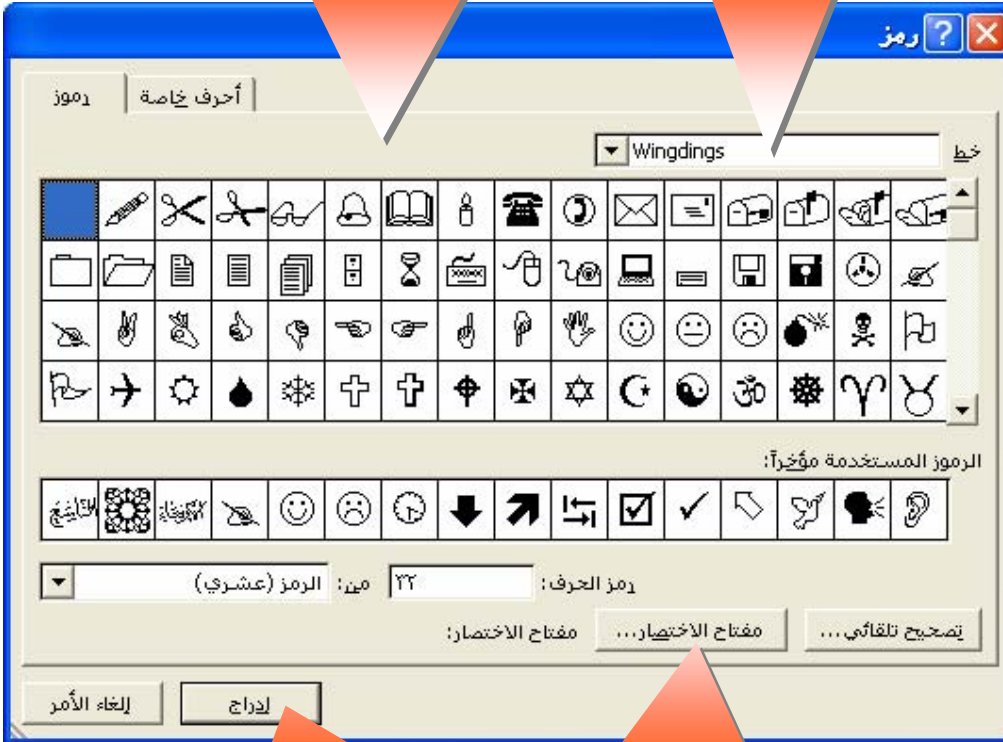 رمز
رموز
أحرف خاصة
خط
Wingdings
الرموز المستخدمة مؤخراً:
رمز الحرف: ٢٢ من: الرمز (عشري)
تصحيح تلقائي...
مفتاح الاختصار...
مفتاح الاختصار:
إدراج
إلغاء الأمر